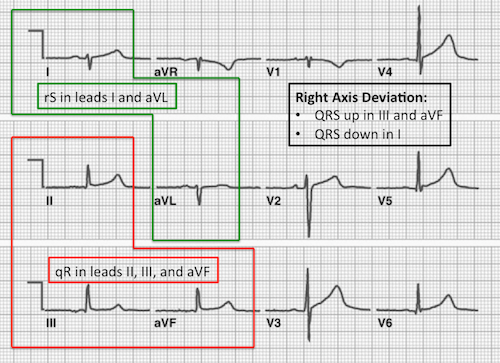 I aVR V1 V4
rS in leads I and aVL
Right Axis Deviation:
• QRS up in III and aVF
• QRS down in I
II aVL V2 V5
qR in leads II, III, and aVF
III aVF V3 V6